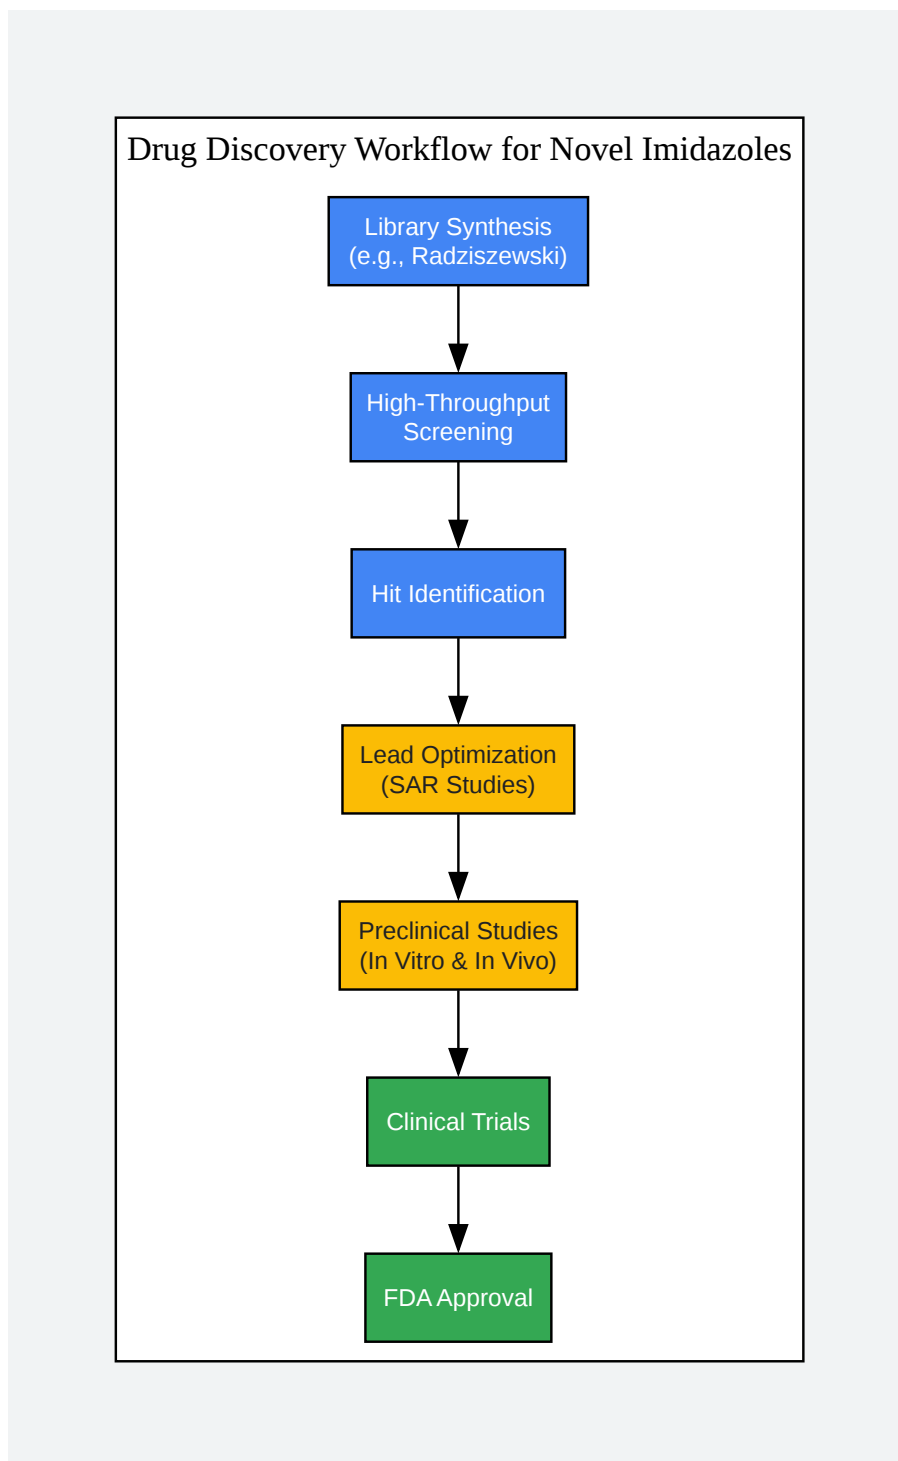 Drug Discovery Workflow for Novel Imidazoles
Library Synthesis
(e.g., Radziszewski)
High-Throughput
Screening
Hit Identification
Lead Optimization
(SAR Studies)
Preclinical Studies
(In Vitro & In Vivo)
Clinical Trials
FDA Approval